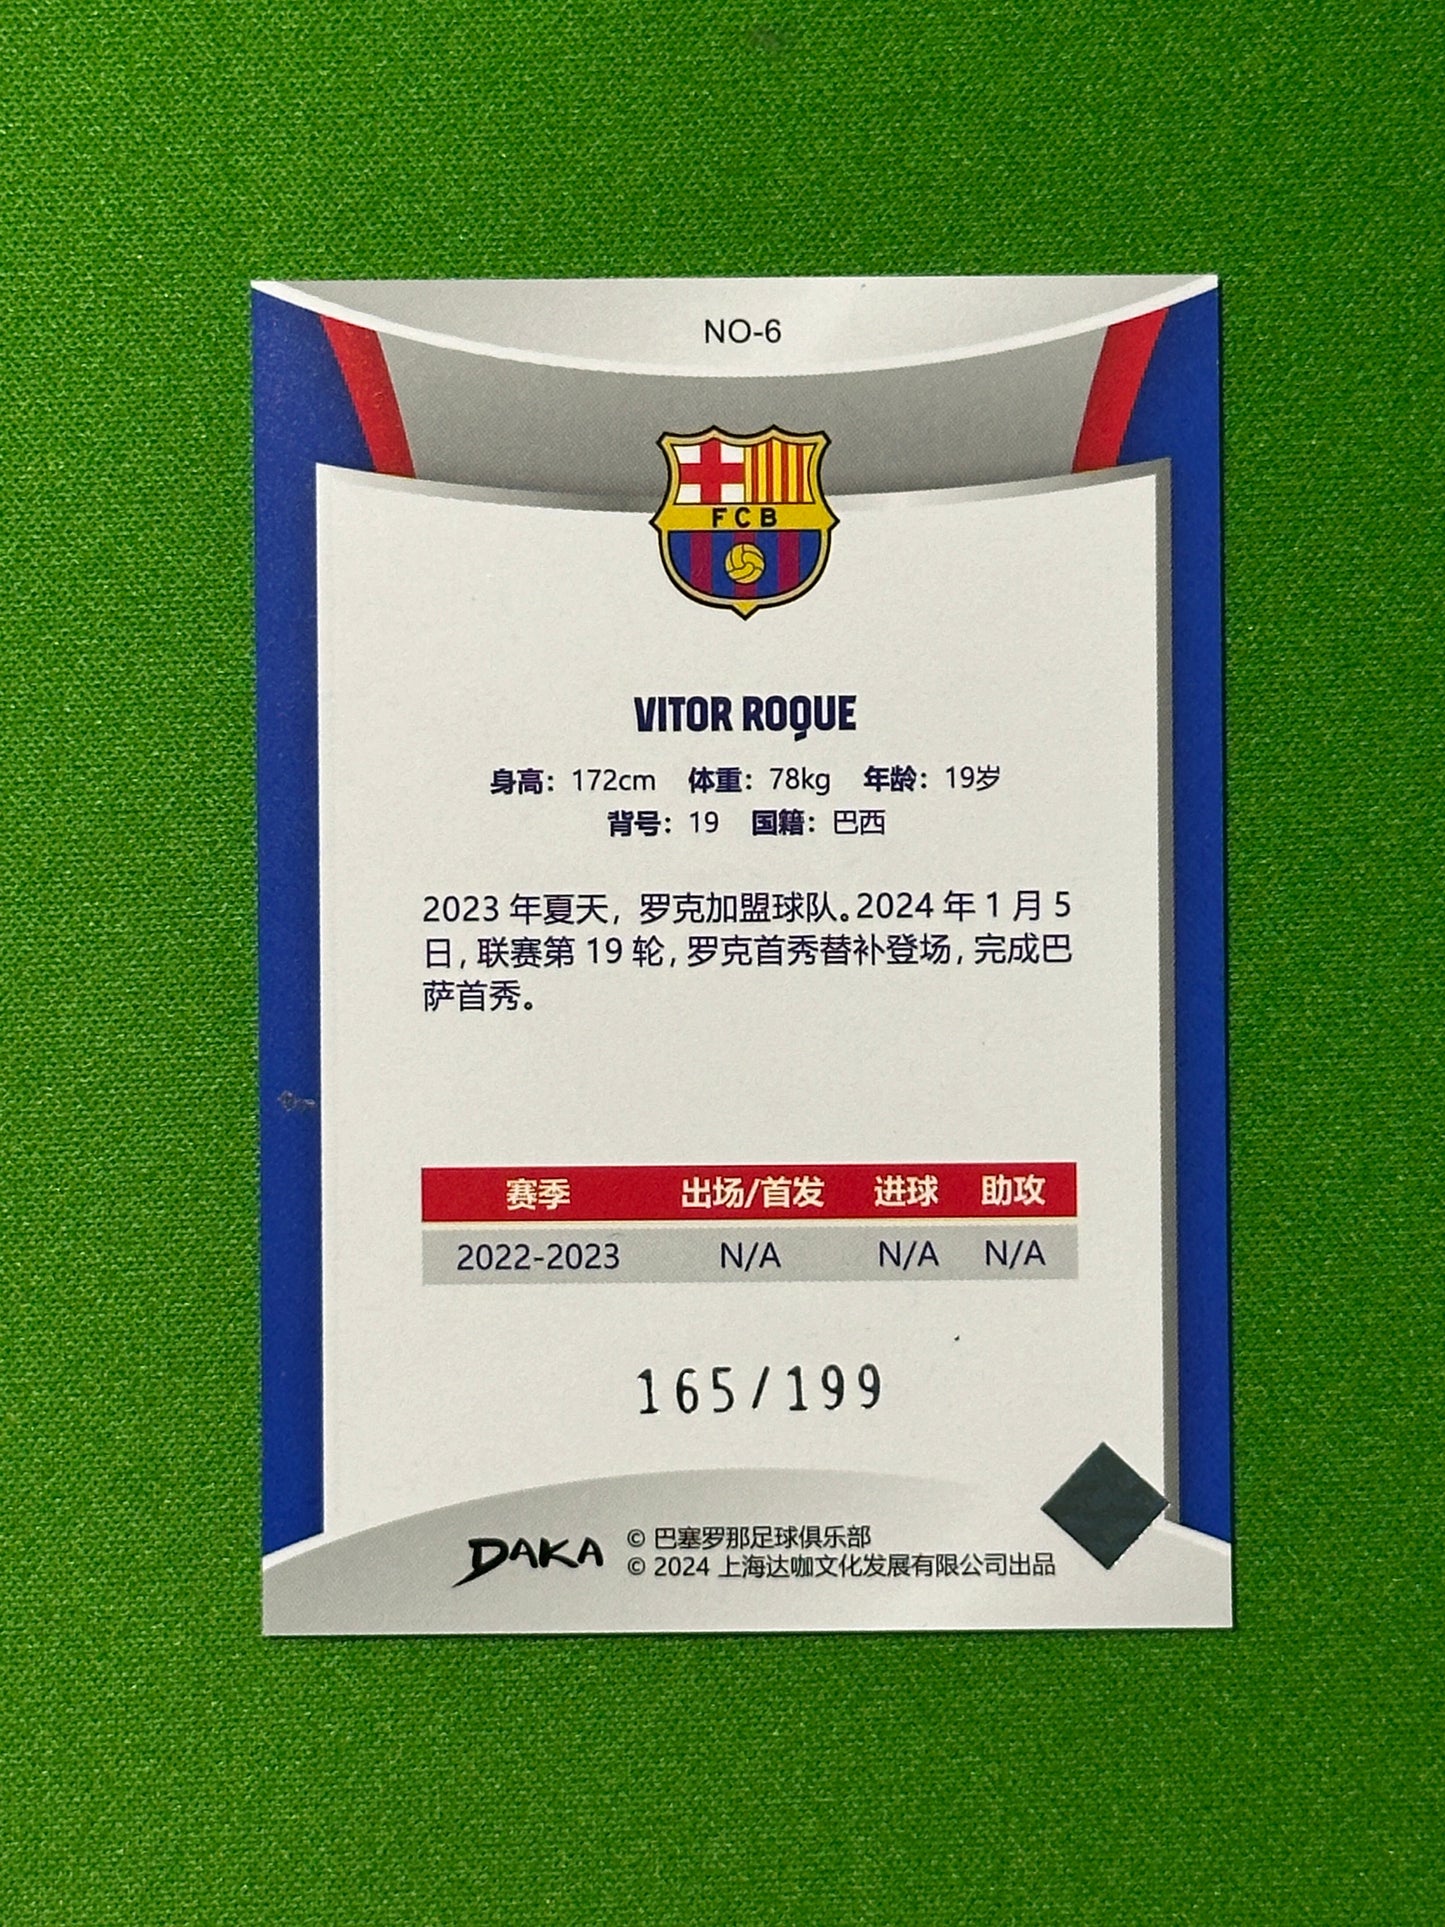 NO-6
FCB
VITOR ROQUE
身高：172cm 体重：78kg 年龄：19岁
背号：19 国籍：巴西
2023 年夏天，罗克加盟球队。2024 年 1 月 5
日，联赛第 19 轮，罗克首秀替补登场，完成巴
萨首秀。
赛季 出场/首发 进球 助攻
2022-2023 N/A N/A N/A
165/199
DAKA
© 巴塞罗那足球俱乐部
© 2024 上海达咖文化发展有限公司出品